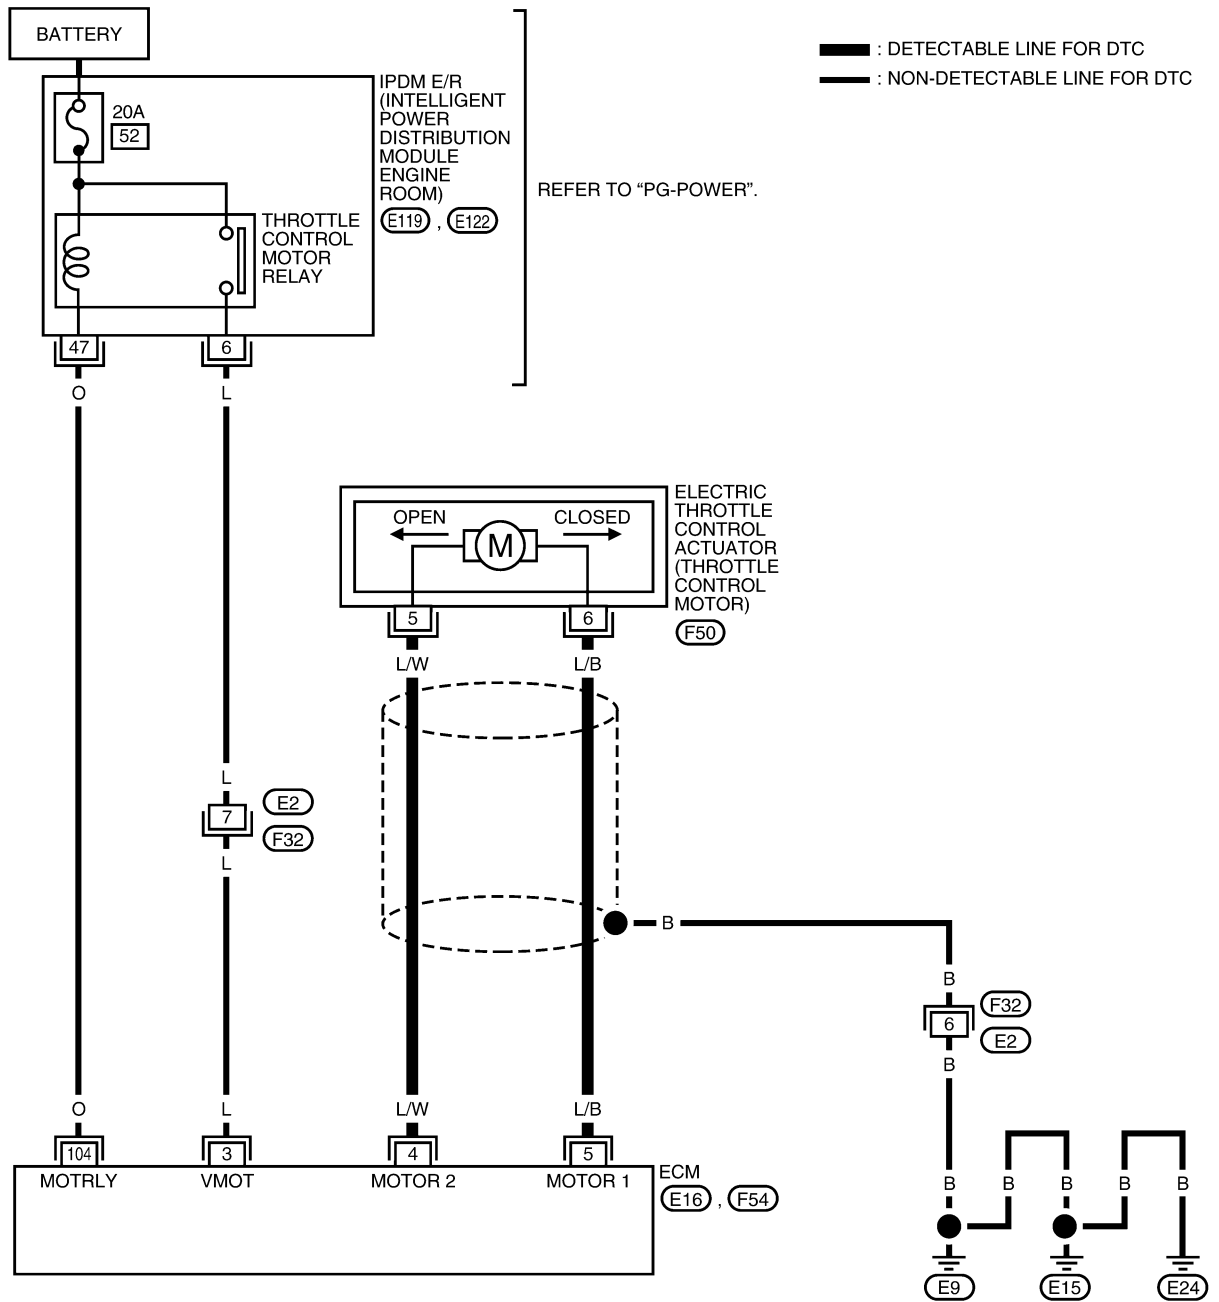 BATTERY
: DETECTABLE LINE FOR DTC
: NON-DETECTABLE LINE FOR DTC
20A
52
IPDM E/R
(INTELLIGENT
POWER
DISTRIBUTION
MODULE
ENGINE
ROOM)
E119 , E122
REFER TO “PG-POWER”.
THROTTLE
CONTROL
MOTOR
RELAY
47
6
O
L
OPEN
CLOSED
M
ELECTRIC
THROTTLE
CONTROL
ACTUATOR
(THROTTLE
CONTROL
MOTOR)
F50
5
6
L/W
L/B
L
7
E2
F32
L
B
B
6
F32
E2
B
O
L
L/W
L/B
104
3
4
5
MOTRLY
VMOT
MOTOR 2
MOTOR 1
ECM
E16 , F54
B
B
B
B
B
E9
E15
E24